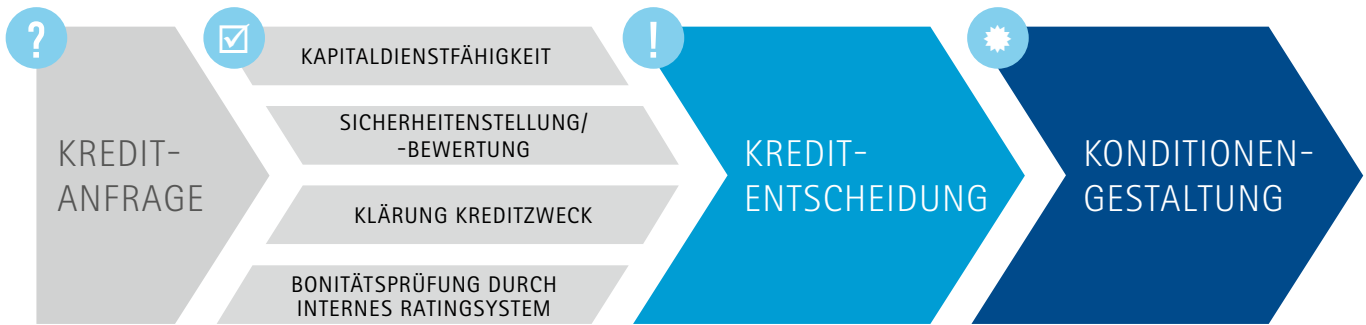 ?
KREDIT-
ANFRAGE
KAPITALDIENSTFÄHIGKEIT
SICHERHEITENSTELLUNG/
-BEWERTUNG
KLÄRUNG KREDITZWECK
BONITÄTSPRÜFUNG DURCH
INTERNES RATINGSYSTEM
!
KREDIT-
ENTSCHEIDUNG
KONDITIONEN-
GESTALTUNG